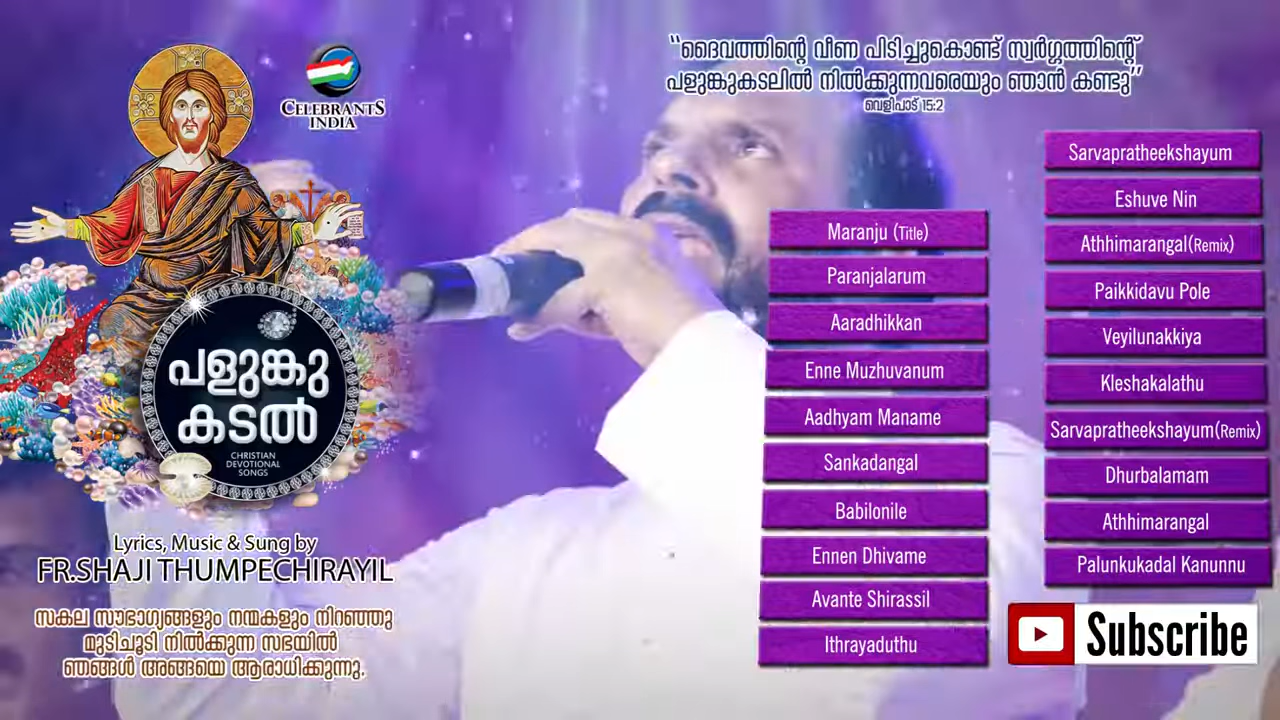 CELEBRANTS
INDIA
“ദൈവത്തിന്റെ വീണ പിടിച്ചുകൊണ്ട് സ്വർഗ്ഗത്തിന്റെ
പളുങ്കുകടലിൽ നിൽക്കുന്നവരെയും ഞാൻ കണ്ടു”
വെളിപാട് 15:2
പളുങ്കു
കടൽ
CHRISTIAN
DEVOTIONAL
SONGS
Lyrics, Music & Sung by
FR.SHAJI THUMPECHIRAYIL
സകല സൗഭാഗ്യങ്ങളും നന്മകളും നിറഞ്ഞു
മുടിചൂടി നിൽക്കുന്ന സഭയിൽ
ഞങ്ങൾ അങ്ങയെ ആരാധിക്കുന്നു.
Maranju (Title)
Paranjalarum
Aaradhikkan
Enne Muzhuvanum
Aadhyam Maname
Sankadangal
Babilonile
Ennen Dhivame
Avante Shirassil
Ithrayaduthu
Sarvapratheekshayum
Eshuve Nin
Athhimarangal(Remix)
Paikkidavu Pole
Veyilunakkiya
Kleshakalathu
Sarvapratheekshayum(Remix)
Dhurbalamam
Athhimarangal
Palunkukadal Kanunnu
Subscribe